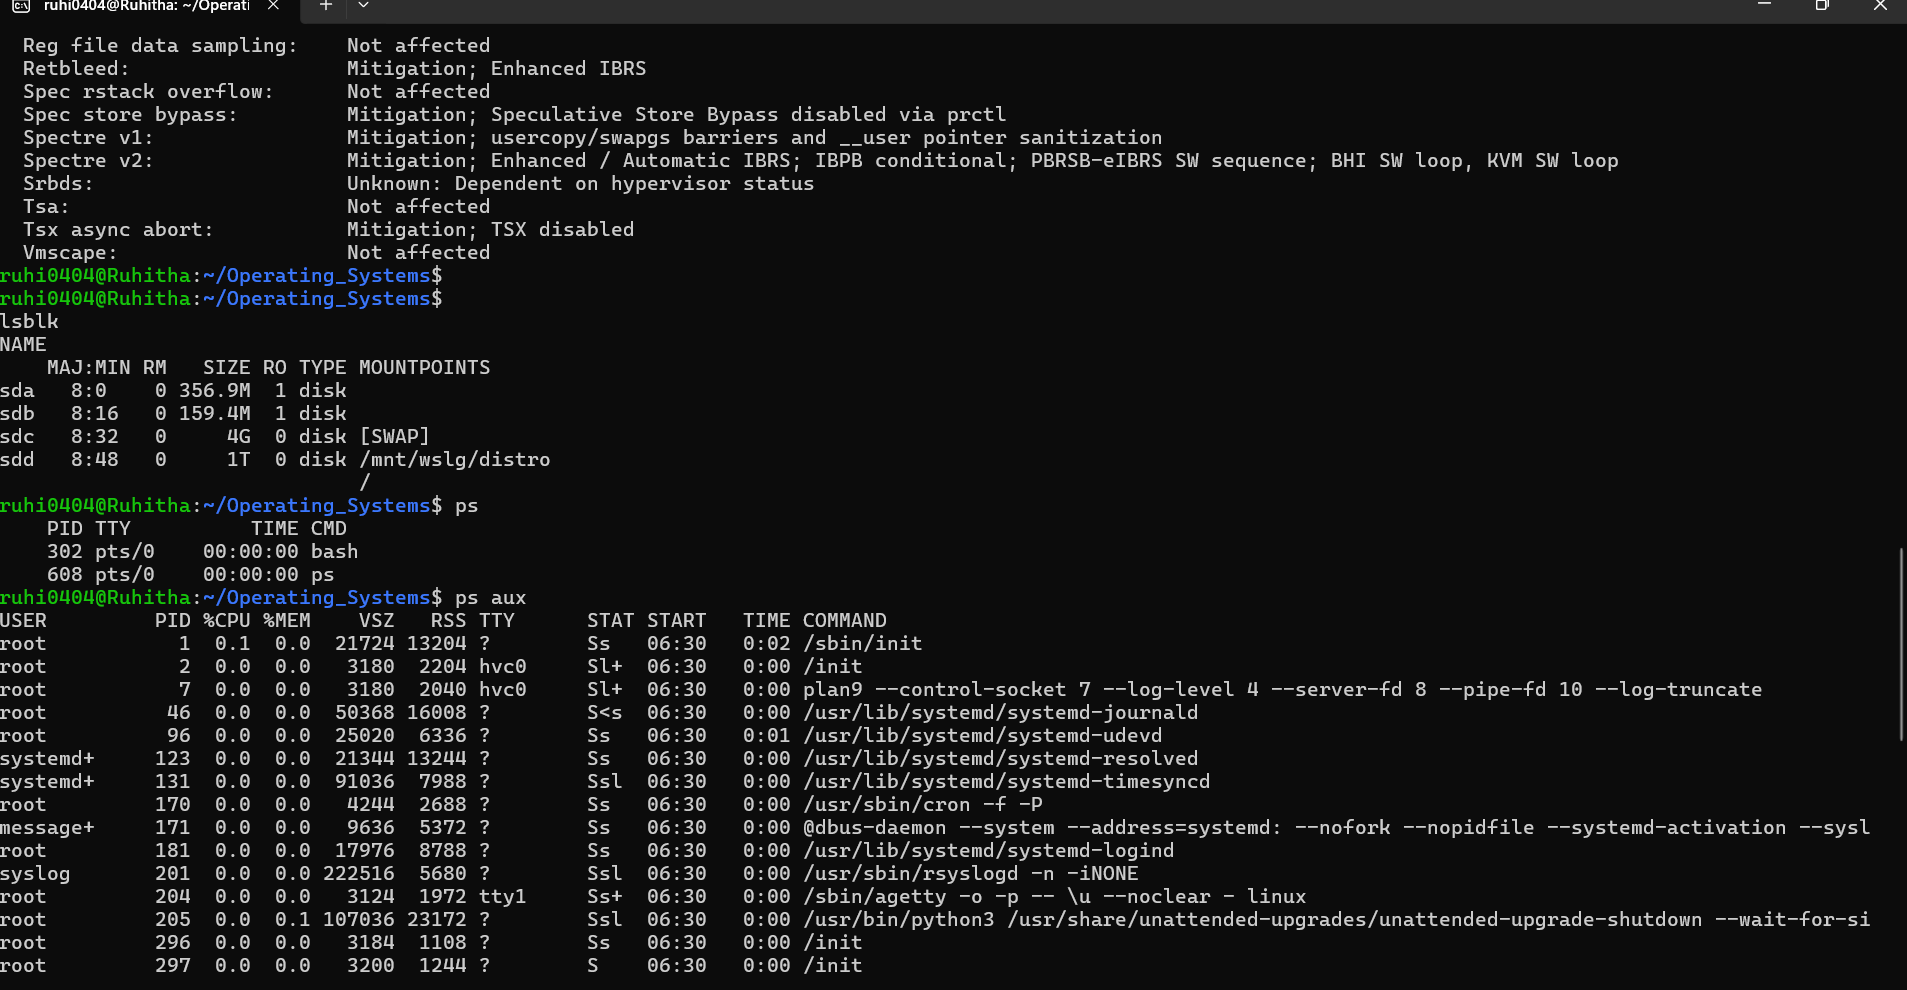 ruhi0404@Ruhitha: ~/Operati
Reg file data sampling:    Not affected
Retbleed:                  Mitigation; Enhanced IBRS
Spec rstack overflow:      Not affected
Spec store bypass:         Mitigation; Speculative Store Bypass disabled via prctl
Spectre v1:                Mitigation; usercopy/swapgs barriers and __user pointer sanitization
Spectre v2:                Mitigation; Enhanced / Automatic IBRS; IBPB conditional; PBRSB-eIBRS SW sequence; BHI SW loop, KVM SW loop
Srbds:                     Unknown: Dependent on hypervisor status
Tsa:                       Not affected
Tsx async abort:           Mitigation; TSX disabled
Vmscape:                   Not affected
ruhi0404@Ruhitha:~/Operating_Systems$
ruhi0404@Ruhitha:~/Operating_Systems$
lsblk
NAME
    MAJ:MIN RM   SIZE RO TYPE MOUNTPOINTS
sda   8:0    0 356.9M  1 disk
sdb   8:16   0 159.4M  1 disk
sdc   8:32   0     4G  0 disk [SWAP]
sdd   8:48   0     1T  0 disk /mnt/wslg/distro
                              /
ruhi0404@Ruhitha:~/Operating_Systems$ ps
    PID TTY          TIME CMD
    302 pts/0    00:00:00 bash
    608 pts/0    00:00:00 ps
ruhi0404@Ruhitha:~/Operating_Systems$ ps aux
USER         PID %CPU %MEM    VSZ   RSS TTY      STAT START   TIME COMMAND
root           1  0.1  0.0  21724 13204 ?        Ss   06:30   0:02 /sbin/init
root           2  0.0  0.0   3180  2204 hvc0     Sl+  06:30   0:00 /init
root           7  0.0  0.0   3180  2040 hvc0     Sl+  06:30   0:00 plan9 --control-socket 7 --log-level 4 --server-fd 8 --pipe-fd 10 --log-truncate
root          46  0.0  0.0  50368 16008 ?        S<s  06:30   0:00 /usr/lib/systemd/systemd-journald
root          96  0.0  0.0  25020  6336 ?        Ss   06:30   0:01 /usr/lib/systemd/systemd-udevd
systemd+     123  0.0  0.0  21344 13244 ?        Ss   06:30   0:00 /usr/lib/systemd/systemd-resolved
systemd+     131  0.0  0.0  91036  7988 ?        Ssl  06:30   0:00 /usr/lib/systemd/systemd-timesyncd
root         170  0.0  0.0   4244  2688 ?        Ss   06:30   0:00 /usr/sbin/cron -f -P
message+     171  0.0  0.0   9636  5372 ?        Ss   06:30   0:00 @dbus-daemon --system --address=systemd: --nofork --nopidfile --systemd-activation --sysl
root         181  0.0  0.0  17976  8788 ?        Ss   06:30   0:00 /usr/lib/systemd/systemd-logind
syslog       201  0.0  0.0 222516  5680 ?        Ssl  06:30   0:00 /usr/sbin/rsyslogd -n -iNONE
root         204  0.0  0.0   3124  1972 tty1     Ss+  06:30   0:00 /sbin/agetty -o -p -- \u --noclear - linux
root         205  0.0  0.1 107036 23172 ?        Ssl  06:30   0:00 /usr/bin/python3 /usr/share/unattended-upgrades/unattended-upgrade-shutdown --wait-for-si
root         296  0.0  0.0   3184  1108 ?        Ss   06:30   0:00 /init
root         297  0.0  0.0   3200  1244 ?        S    06:30   0:00 /init